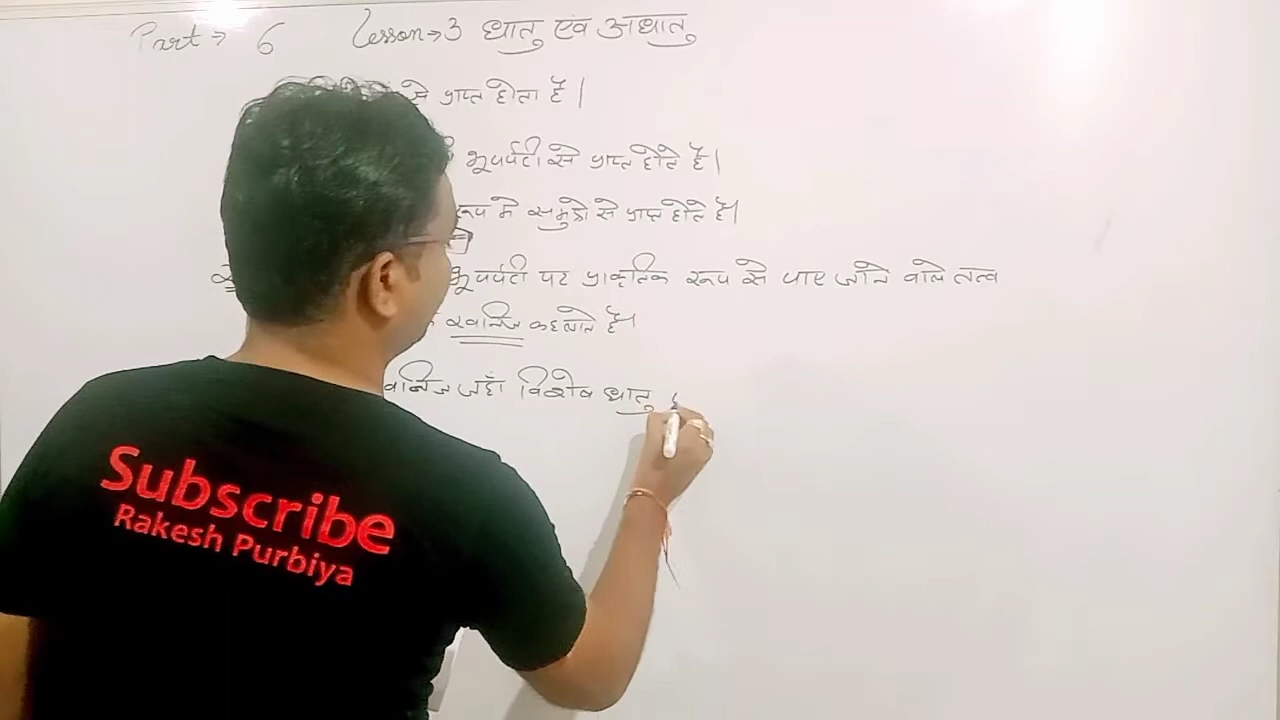 Part → 6 Lesson → 3 धातु एवं अधातु
से प्राप्त होता है।
भूपर्पटी से प्राप्त होते है।
रूप मे समुद्रो से प्राप्त होते है।
भूपर्पटी पर प्राकृतिक रूप से पाए जाने वाले तत्व
खनिज कहलाते है।
जहाँ विशेष धातु
Subscribe
Rakesh Purbiya